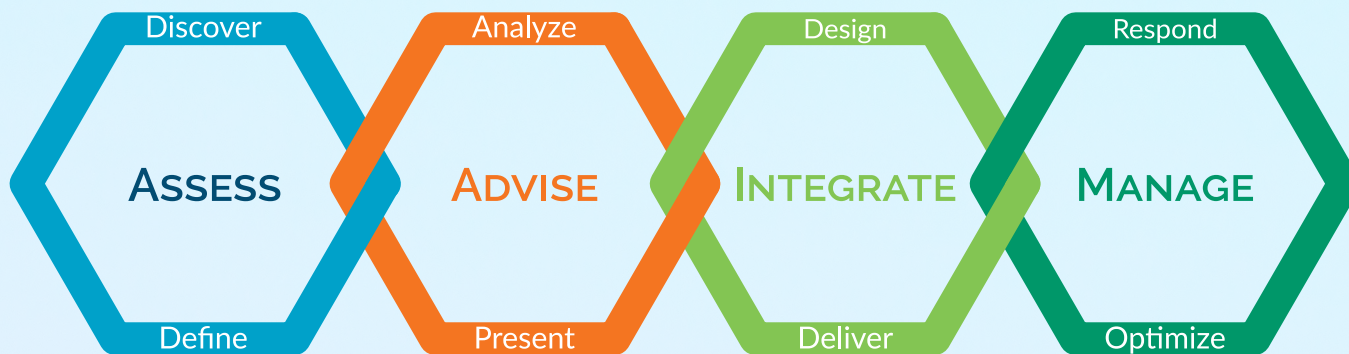 Discover
Analyze
Design
Respond
ASSESS
ADVISE
INTEGRATE
MANAGE
Define
Present
Deliver
Optimize